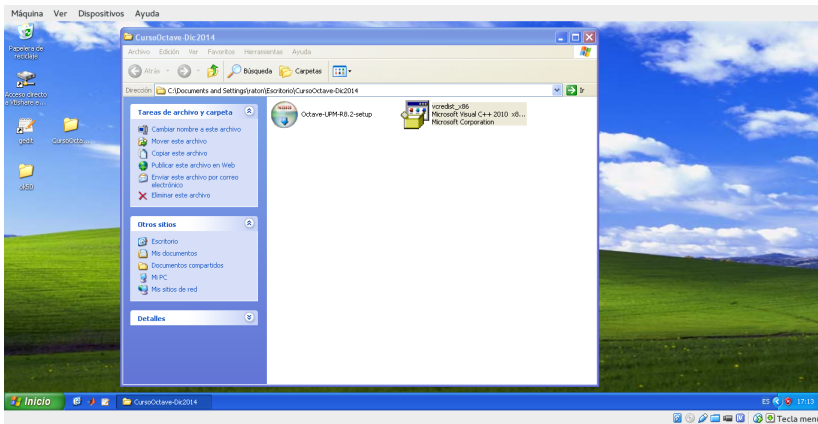 Máquina Ver Dispositivos Ayuda
Papelera de
reciclaje
Acceso directo
a VBshare e...
gedit
CursoOcta...
CursoOctave-Dic2014
Archivo Edición Ver Favoritos Herramientas Ayuda
Atrás Búsqueda Carpetas
Dirección C:\Documents and Settings\raton\Escritorio\CursoOctave-Dic2014 Ir
Tareas de archivo y carpeta
Cambiar nombre a este archivo
Mover este archivo
Copiar este archivo
Publicar este archivo en Web
Enviar este archivo por correo
electrónico
Eliminar este archivo
Otros sitios
Escritorio
Mis documentos
Documentos compartidos
Mi PC
Mis sitios de red
Detalles
Octave-UPM-R8.2-setup
vcredist_x86
Microsoft Visual C++ 2010 x8...
Microsoft Corporation
Inicio
CursoOctave-Dic2014
ES 17:13
Tecla men